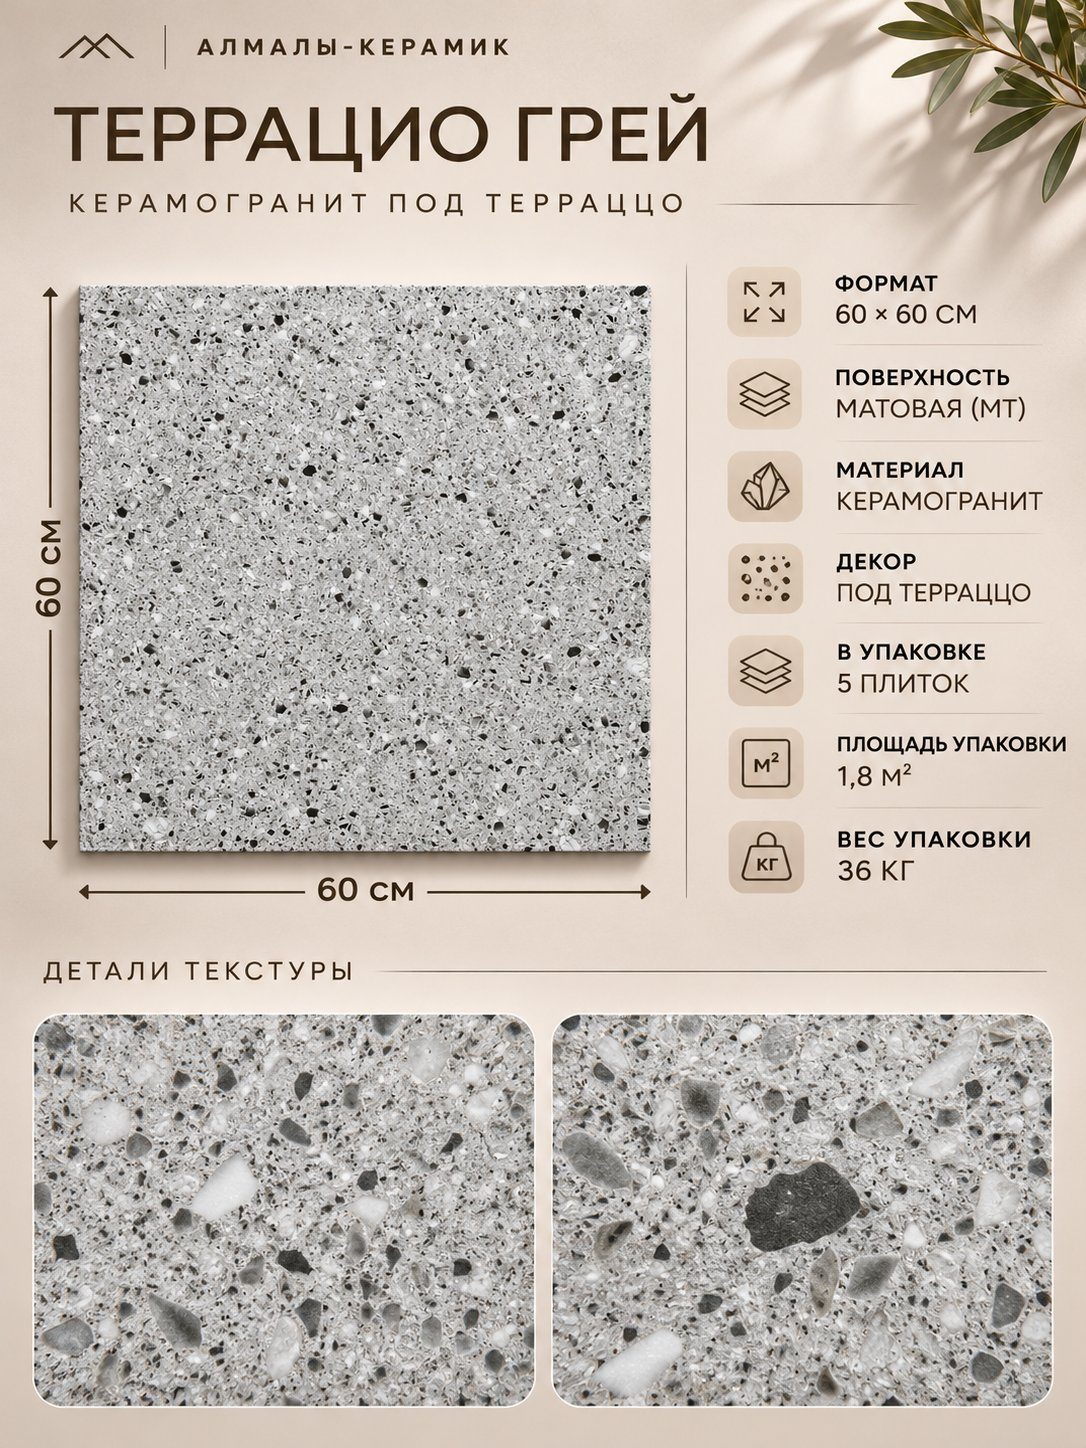 АЛМАЛЫ-КЕРАМИК
ТЕРРАЦИО ГРЕЙ
КЕРАМОГРАНИТ ПОД ТЕРРАЦЦО
60 см
60 см
ФОРМАТ
60 × 60 СМ
ПОВЕРХНОСТЬ
МАТОВАЯ (МТ)
МАТЕРИАЛ
КЕРАМОГРАНИТ
ДЕКОР
ПОД ТЕРРАЦЦО
В УПАКОВКЕ
5 ПЛИТОК
М²
ПЛОЩАДЬ УПАКОВКИ
1,8 М²
КГ
ВЕС УПАКОВКИ
36 КГ
ДЕТАЛИ ТЕКСТУРЫ